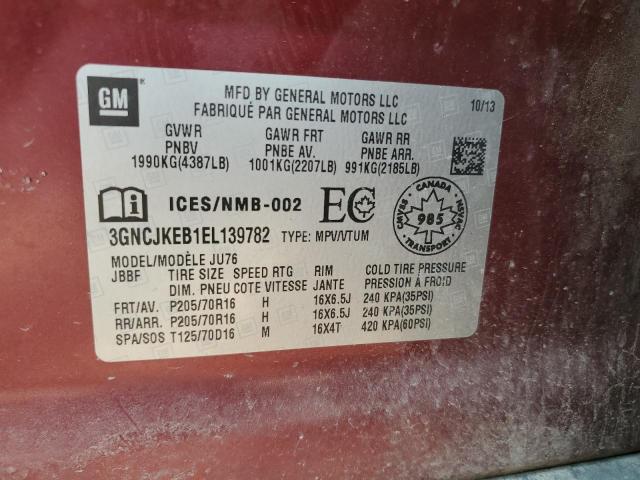 GM
MFD BY GENERAL MOTORS LLC
FABRIQUÉ PAR GENERAL MOTORS LLC
10/13
GVWR GAWR FRT GAWR RR
PNBV PNBE AV. PNBE ARR.
1990KG(4387LB) 1001KG(2207LB) 991KG(2185LB)
ICES/NMB-002 EC
CANADA
CMVSS NSVAC
985
TRANSPORT
3GNCJKEB1EL139782 TYPE: MPV/VTUM
MODEL/MODÈLE JU76
JBBF TIRE SIZE SPEED RTG RIM COLD TIRE PRESSURE
DIM. PNEU COTE VITESSE JANTE PRESSION À FROID
FRT/AV. P205/70R16 H 16X6.5J 240 KPA(35PSI)
RR/ARR. P205/70R16 H 16X6.5J 240 KPA(35PSI)
SPA/SOS T125/70D16 M 16X4T 420 KPA(60PSI)